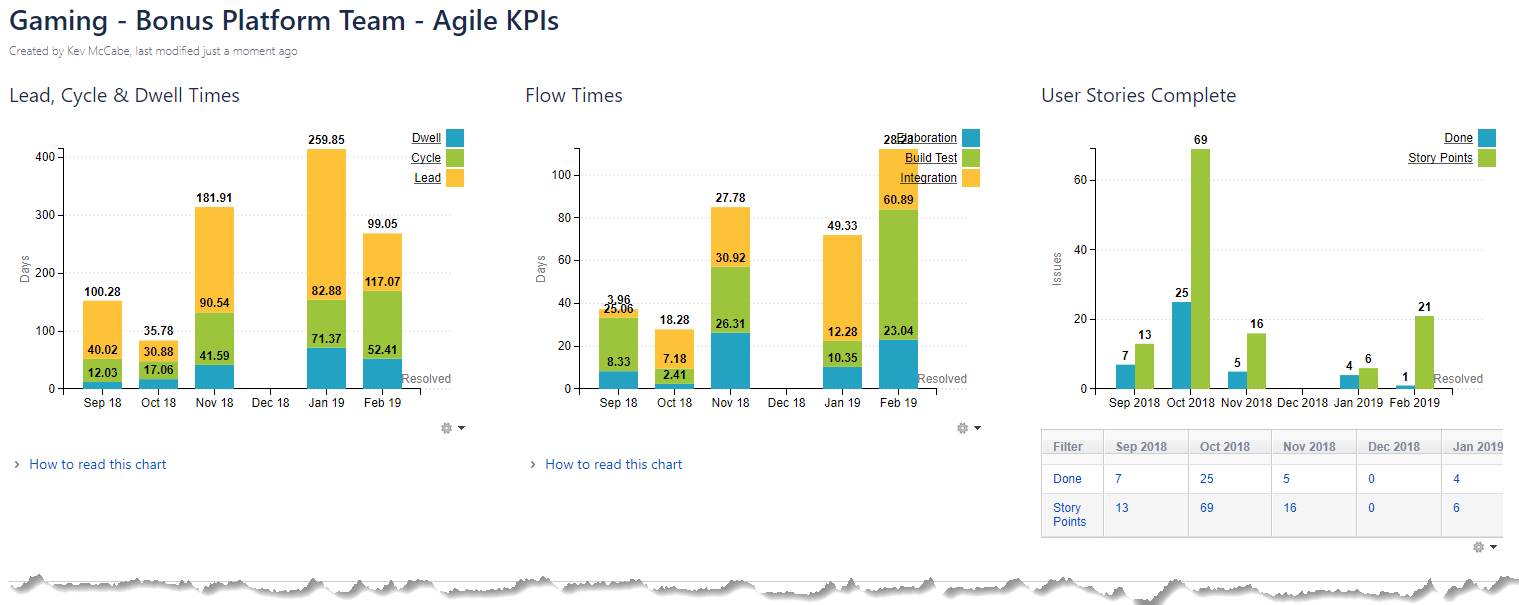 Gaming - Bonus Platform Team - Agile KPIs
Created by Kev McCabe, last modified just a moment ago
Lead, Cycle & Dwell Times
Dwell
Cycle
Lead
Days
400
300
200
100
0
100.28
40.02
12.03
35.78
30.88
17.06
181.91
90.54
41.59
259.85
82.88
71.37
99.05
117.07
52.41
Resolved
Sep 18 Oct 18 Nov 18 Dec 18 Jan 19 Feb 19
How to read this chart
Flow Times
Elaboration
Build Test
Integration
Days
100
80
60
40
20
0
3.96
25.06
8.33
18.28
7.18
2.41
27.78
30.92
26.31
49.33
12.28
10.35
28.23
60.89
23.04
Resolved
Sep 18 Oct 18 Nov 18 Dec 18 Jan 19 Feb 19
How to read this chart
User Stories Complete
Done
Story Points
Issues
60
40
20
0
7
13
25
69
5
16
4
6
1
21
Resolved
Sep 2018 Oct 2018 Nov 2018 Dec 2018 Jan 2019 Feb 2019
Filter Sep 2018 Oct 2018 Nov 2018 Dec 2018 Jan 2019
Done 7 25 5 0 4
Story Points 13 69 16 0 6